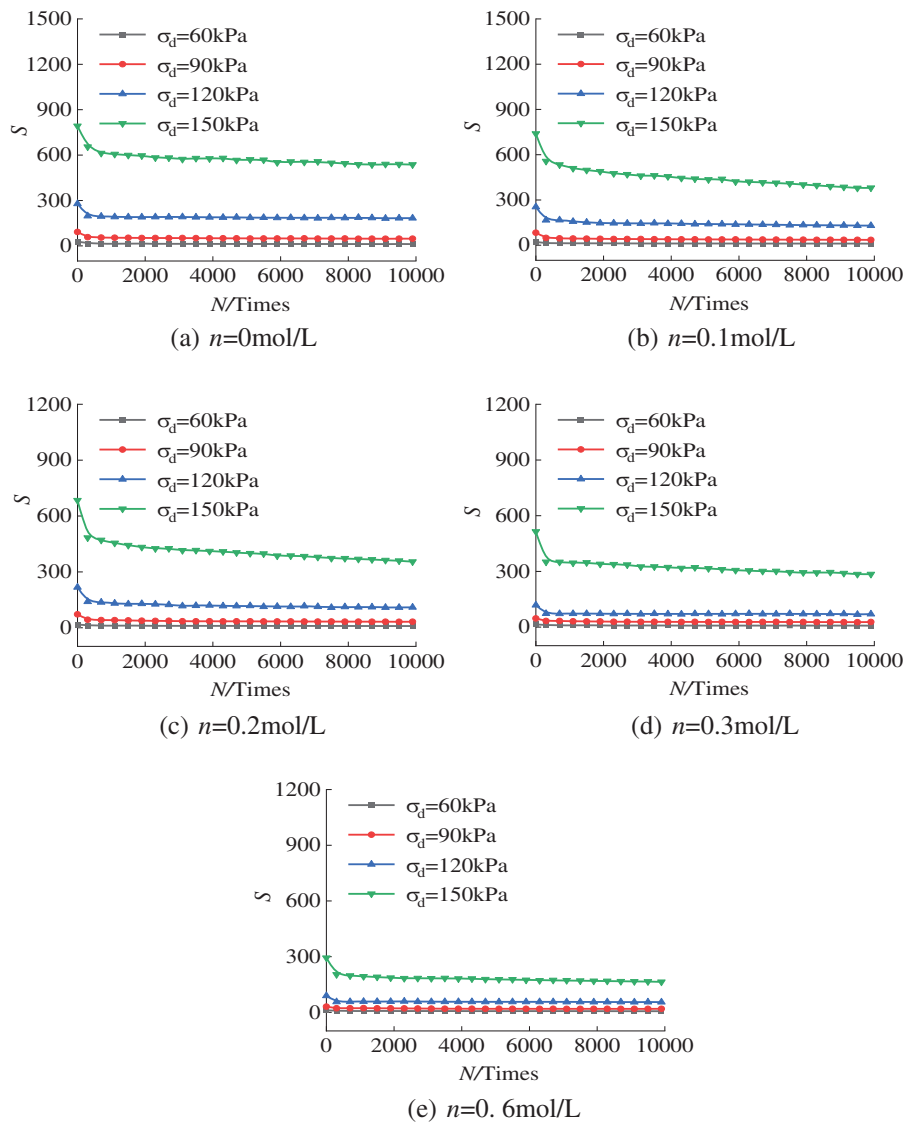 1500
1200
900
600
300
0
S
σd=60kPa
σd=90kPa
σd=120kPa
σd=150kPa
0 2000 4000 6000 8000 10000
N/Times
(a) n=0mol/L
1500
1200
900
600
300
0
S
σd=60kPa
σd=90kPa
σd=120kPa
σd=150kPa
0 2000 4000 6000 8000 10000
N/Times
(b) n=0.1mol/L
1200
900
600
300
0
S
σd=60kPa
σd=90kPa
σd=120kPa
σd=150kPa
0 2000 4000 6000 8000 10000
N/Times
(c) n=0.2mol/L
1200
900
600
300
0
S
σd=60kPa
σd=90kPa
σd=120kPa
σd=150kPa
0 2000 4000 6000 8000 10000
N/Times
(d) n=0.3mol/L
1200
900
600
300
0
S
σd=60kPa
σd=90kPa
σd=120kPa
σd=150kPa
0 2000 4000 6000 8000 10000
N/Times
(e) n=0. 6mol/L